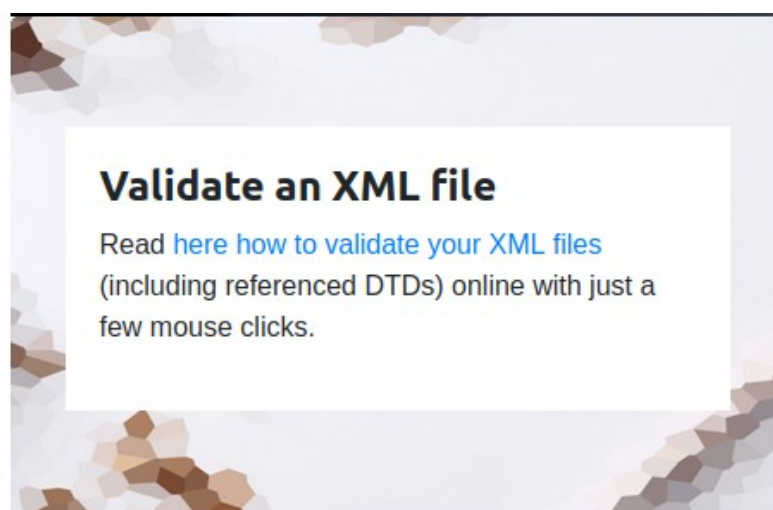 Validate an XML file
Read here how to validate your XML files
(including referenced DTDs) online with just a
few mouse clicks.